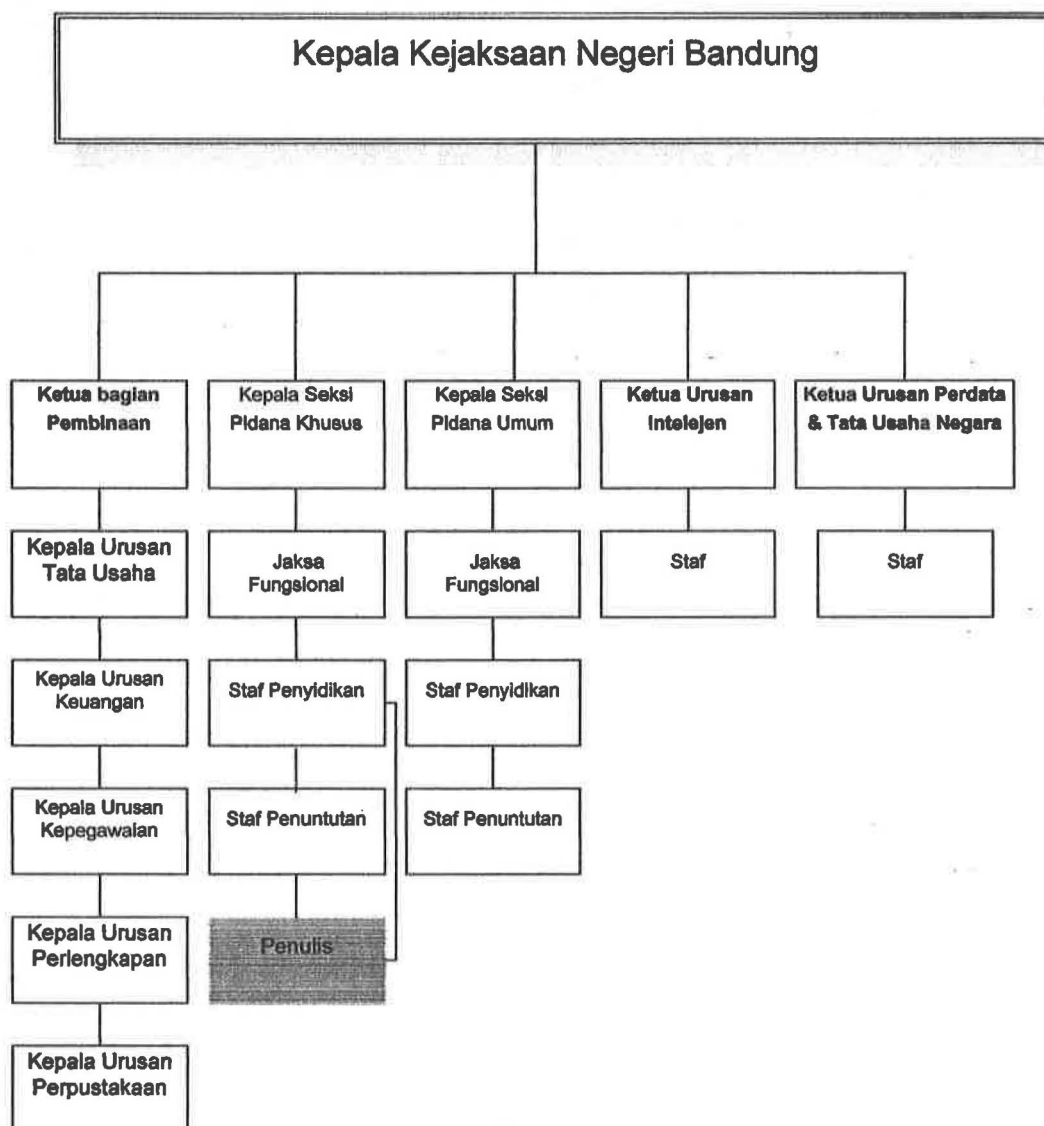 Kepala Kejaksaan Negeri Bandung
Ketua bagian
Pembinaan
Kepala Seksi
Pidana Khusus
Kepala Seksi
Pidana Umum
Ketua Urusan
Intelejen
Ketua Urusan Perdata
& Tata Usaha Negara
Kepala Urusan
Tata Usaha
Jaksa
Fungsional
Jaksa
Fungsional
Staf
Staf
Kepala Urusan
Keuangan
Staf Penyidikan
Staf Penyidikan
Kepala Urusan
Kepegawaian
Staf Penuntutan
Staf Penuntutan
Kepala Urusan
Perlengkapan
Penulis
Kepala Urusan
Perpustakaan